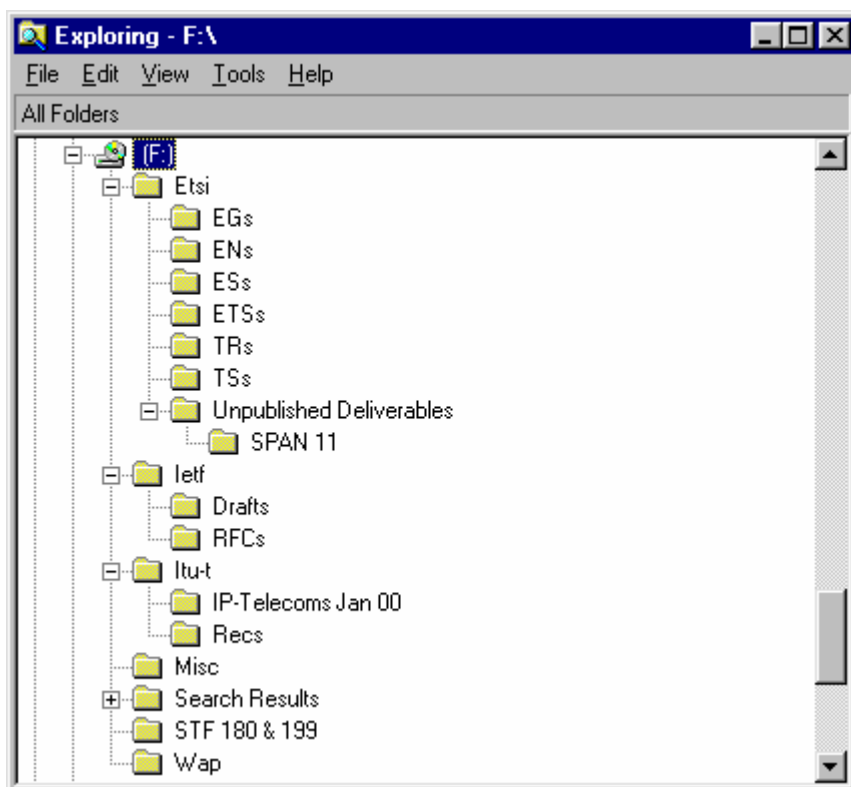 Exploring - F:\
File Edit View Tools Help
All Folders
(F:)
Etsi
EGs
ENs
ESs
ETSs
TRs
TSs
Unpublished Deliverables
SPAN 11
Ietf
Drafts
RFCs
Itu-t
IP-Telecoms Jan 00
Recs
Misc
Search Results
STF 180 & 199
Wap